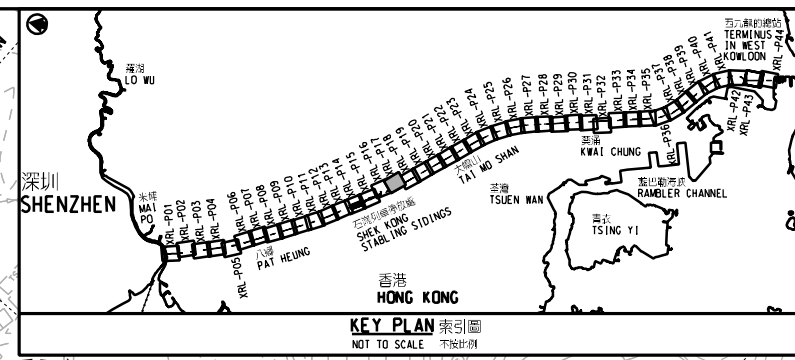 羅湖
LO WU
深圳
SHENZHEN
米埔
MAI
PO
XRL-P01
XRL-P02
XRL-P03
XRL-P04
XRL-P05
XRL-P06
XRL-P07
XRL-P08
XRL-P09
XRL-P10
XRL-P11
XRL-P12
XRL-P13
XRL-P14
XRL-P15
XRL-P16
XRL-P17
XRL-P18
XRL-P19
XRL-P20
XRL-P21
XRL-P22
XRL-P23
XRL-P24
XRL-P25
XRL-P26
XRL-P27
XRL-P28
XRL-P29
XRL-P30
XRL-P31
XRL-P32
XRL-P33
XRL-P34
XRL-P35
XRL-P36
XRL-P37
XRL-P38
XRL-P39
XRL-P40
XRL-P41
XRL-P42
XRL-P43
XRL-P44
西九龍的總站
TERMINUS
IN WEST
KOWLOON
八鄉
PAT HEUNG
石崗列車停放處
SHEK KONG
STABLING SIDINGS
大帽山
TAI MO SHAN
荃灣
TSUEN WAN
葵涌
KWAI CHUNG
藍巴勒海峽
RAMBLER CHANNEL
青衣
TSING YI
香港
HONG KONG
KEY PLAN 索引圖
NOT TO SCALE 不按比例